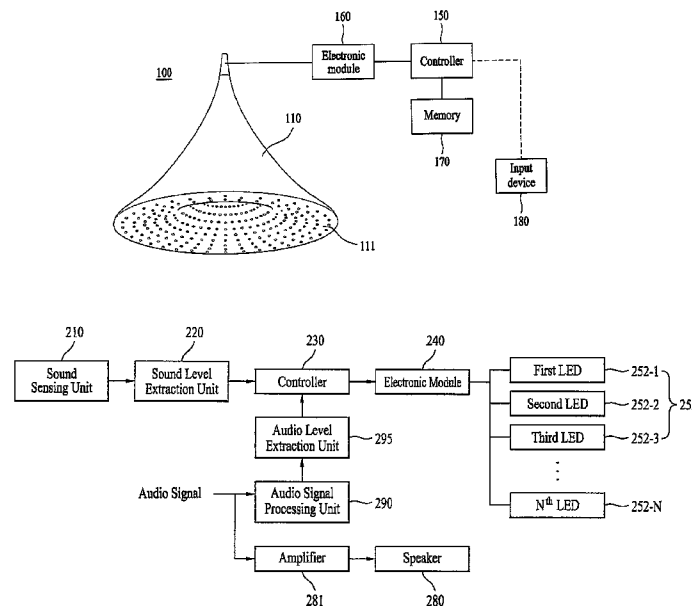 160
150
100
Electronic
module
Controller
110
Memory
170
Input
device
180
111
210
220
230
240
Sound
Sensing Unit
Sound Level
Extraction Unit
Controller
Electronic Module
First LED
252-1
Second LED
252-2
25
Third LED
252-3
Audio Level
Extraction Unit
295
Audio Signal
Audio Signal
Processing Unit
290
Nth LED
252-N
Amplifier
Speaker
281
280